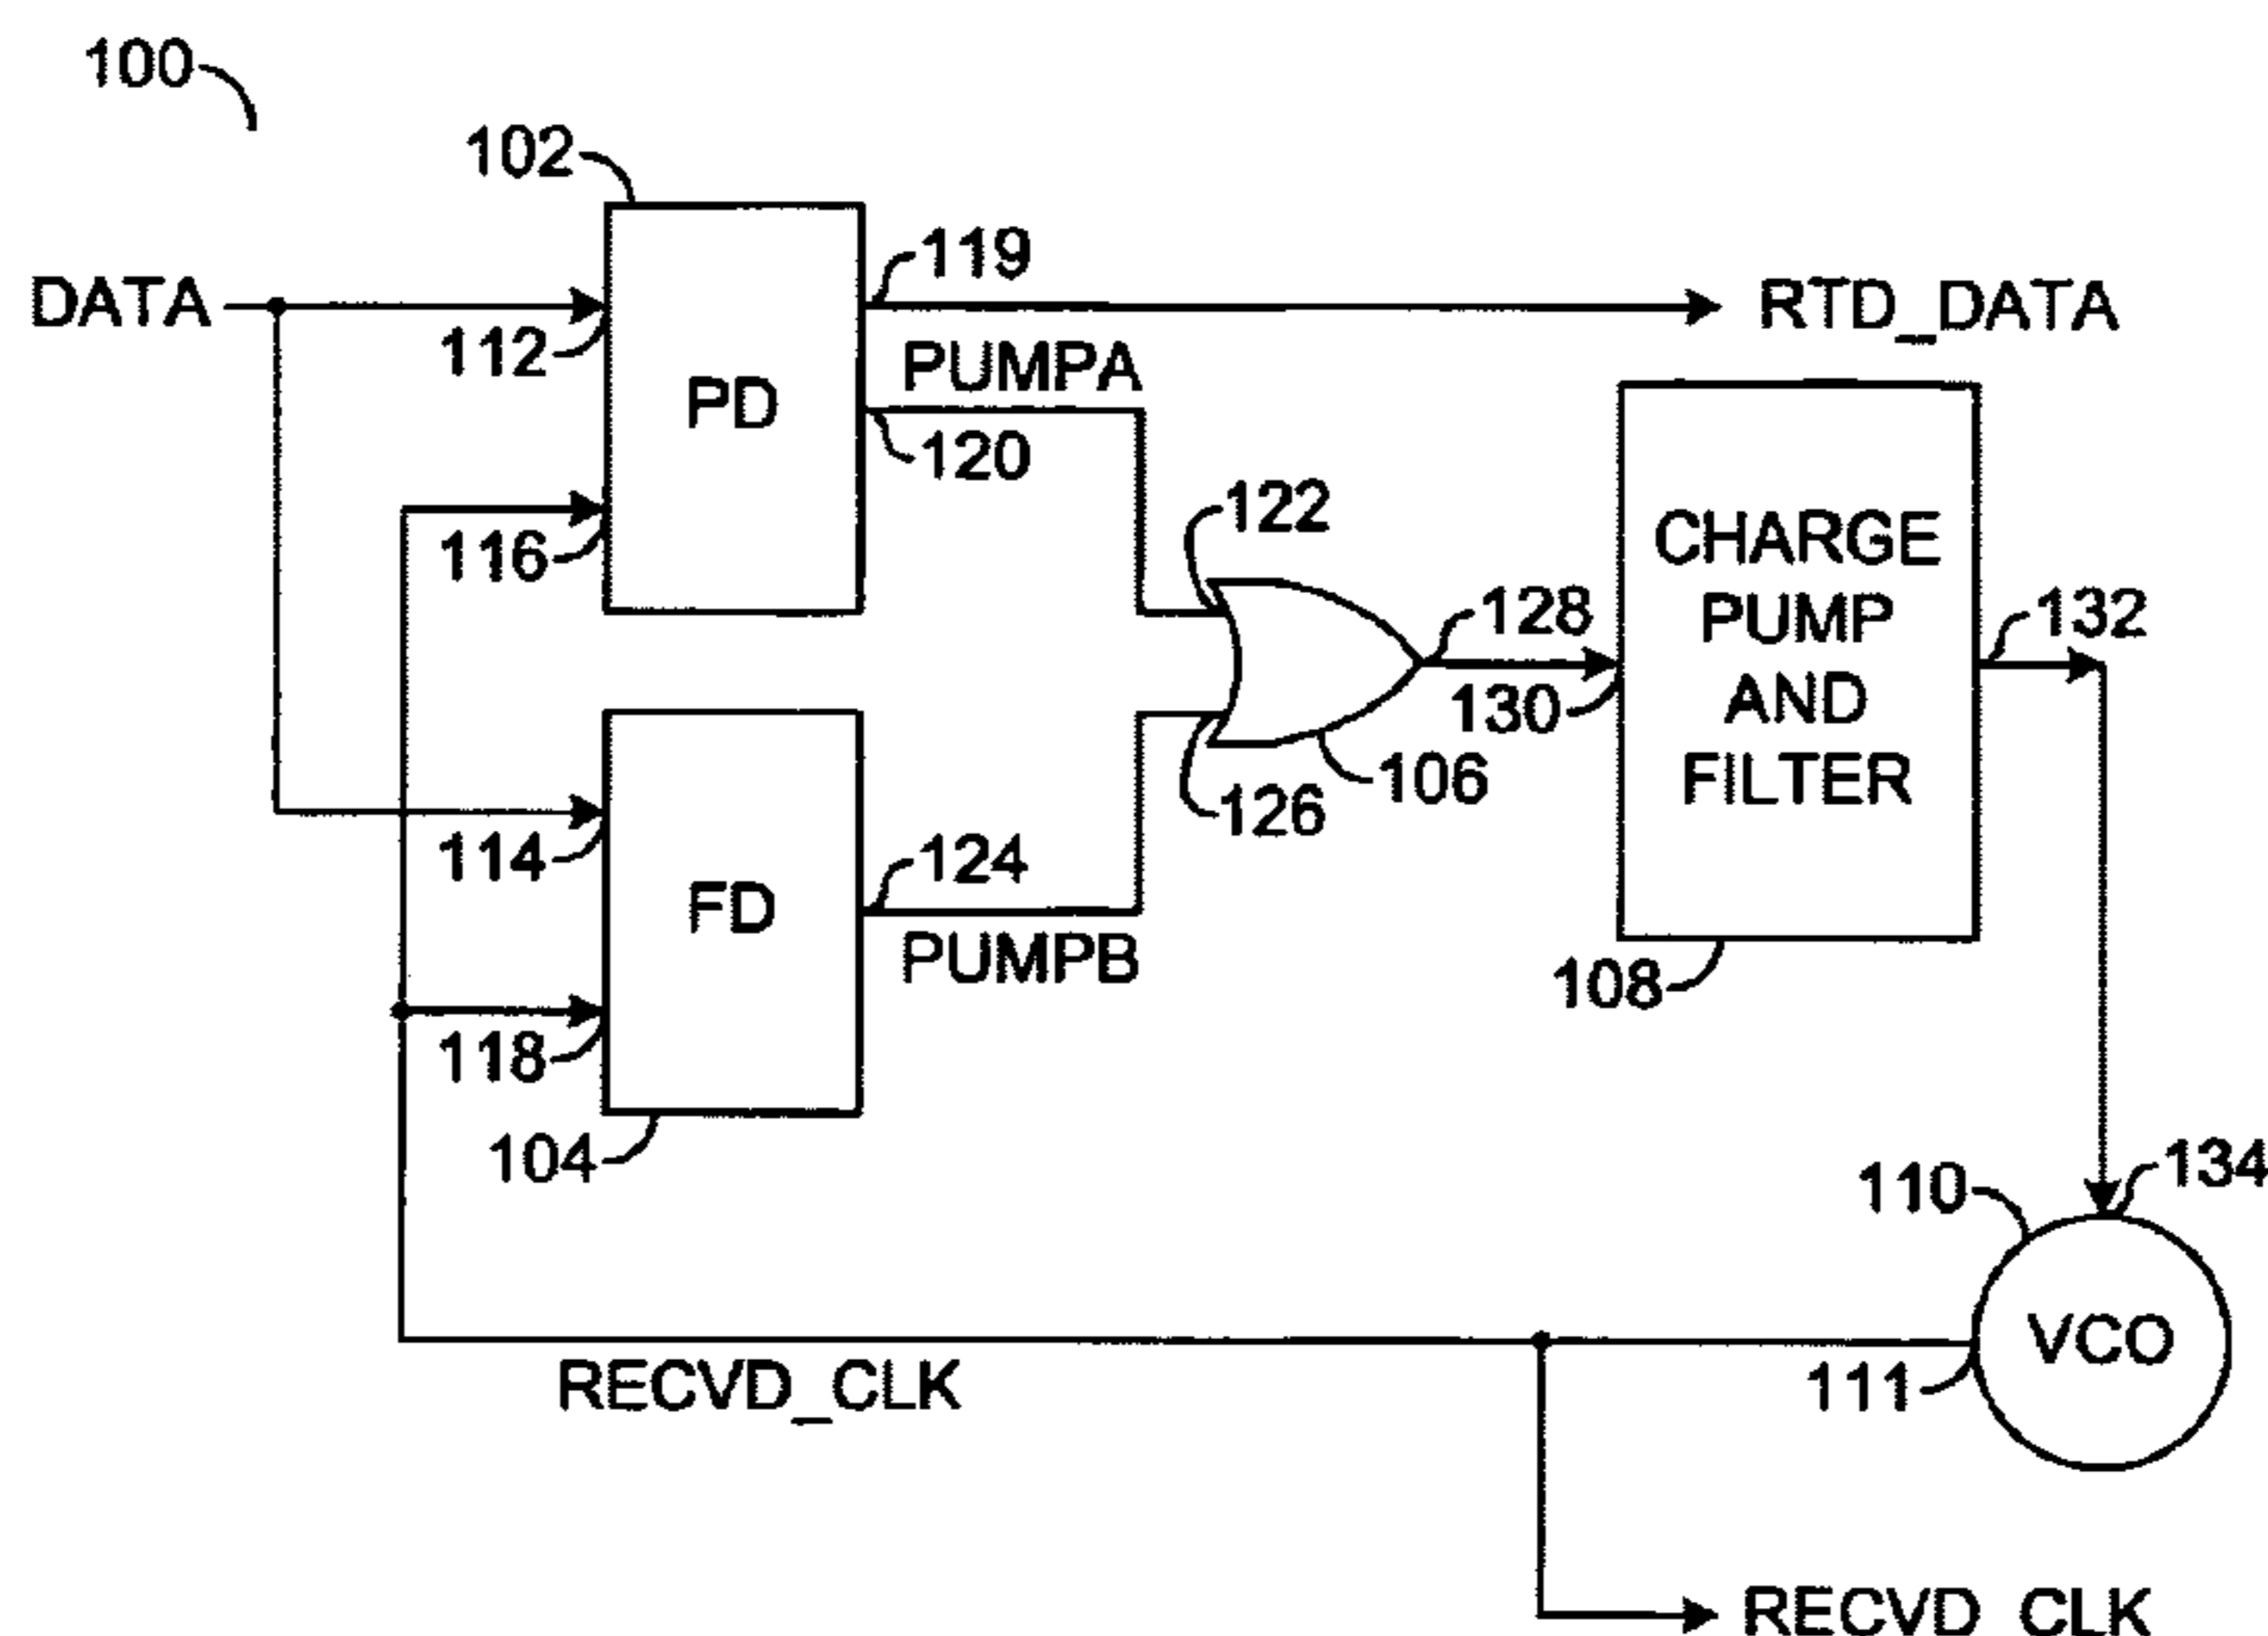 100
102
119
DATA
RTD_DATA
112
PUMPA
PD
120
122
116
CHARGE
PUMP
AND
FILTER
128
132
130
106
126
114
124
FD
PUMPB
108
118
104
134
110
VCO
111
RECVD_CLK
RECVD_CLK